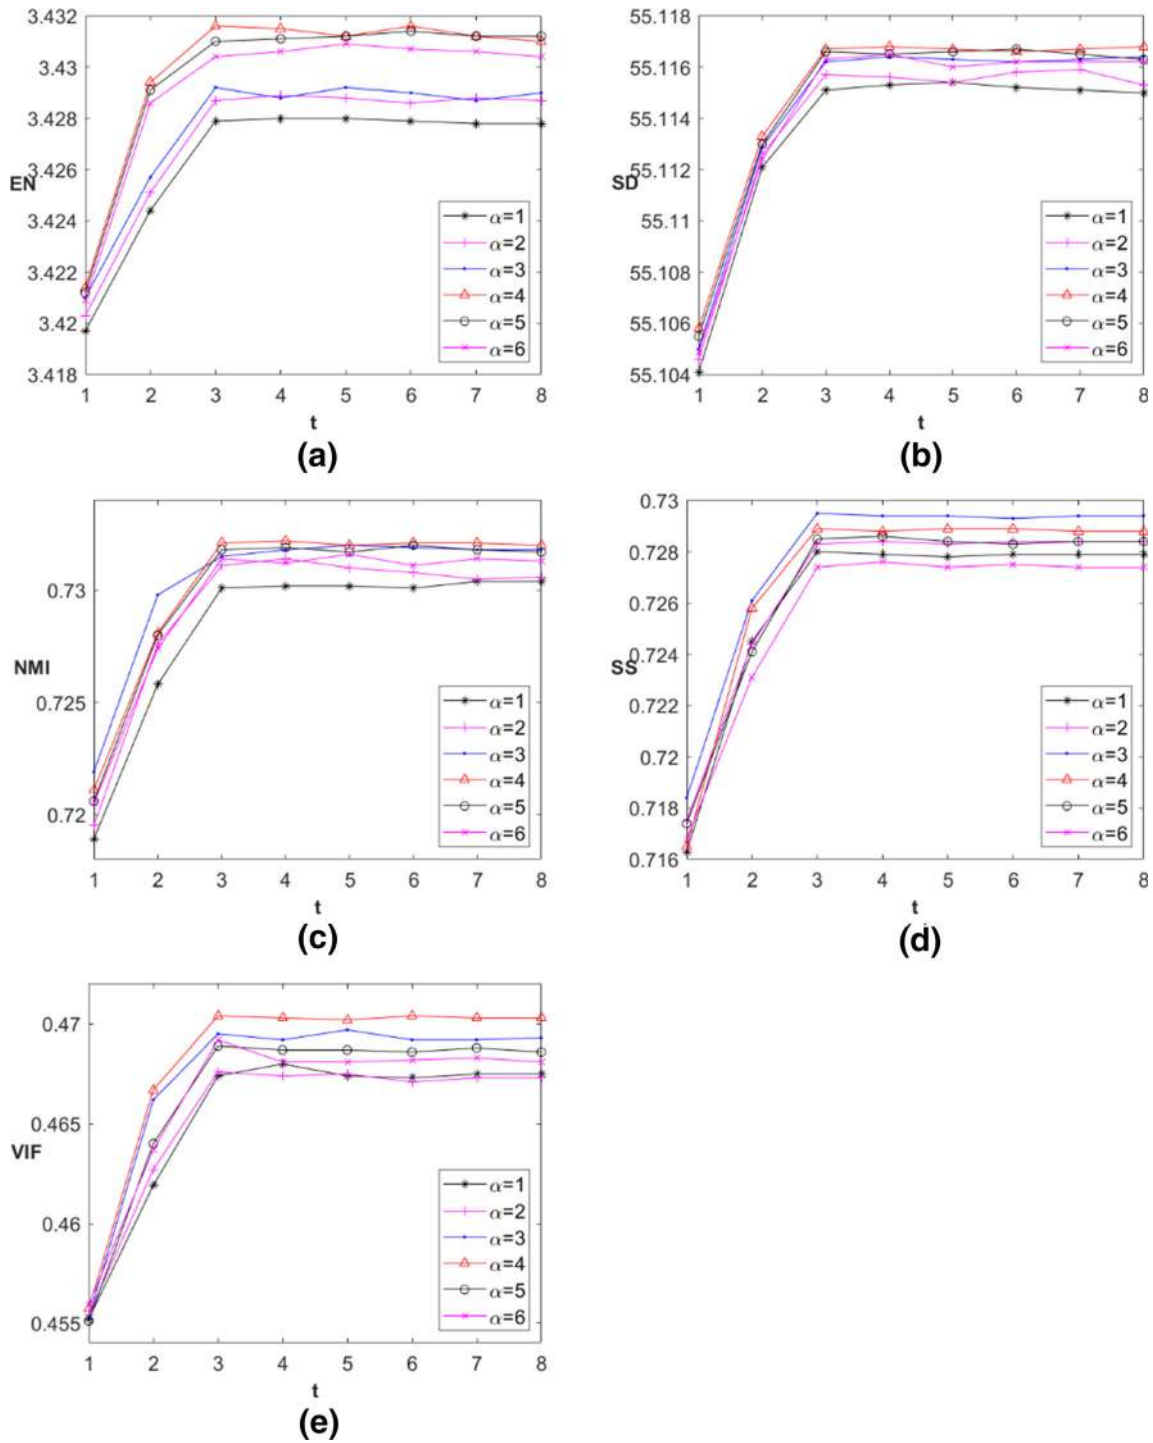 3.432
3.43
3.428
3.426
EN
3.424
3.422
3.42
3.418
1 2 3 4 5 6 7 8
t
α=1
α=2
α=3
α=4
α=5
α=6
(a)
55.118
55.116
55.114
55.112
SD
55.11
55.108
55.106
55.104
1 2 3 4 5 6 7 8
t
α=1
α=2
α=3
α=4
α=5
α=6
(b)
0.73
NMI
0.725
0.72
1 2 3 4 5 6 7 8
t
α=1
α=2
α=3
α=4
α=5
α=6
(c)
0.73
0.728
0.726
SS
0.724
0.722
0.72
0.718
0.716
1 2 3 4 5 6 7 8
t
α=1
α=2
α=3
α=4
α=5
α=6
(d)
0.47
0.465
VIF
0.46
0.455
1 2 3 4 5 6 7 8
t
α=1
α=2
α=3
α=4
α=5
α=6
(e)